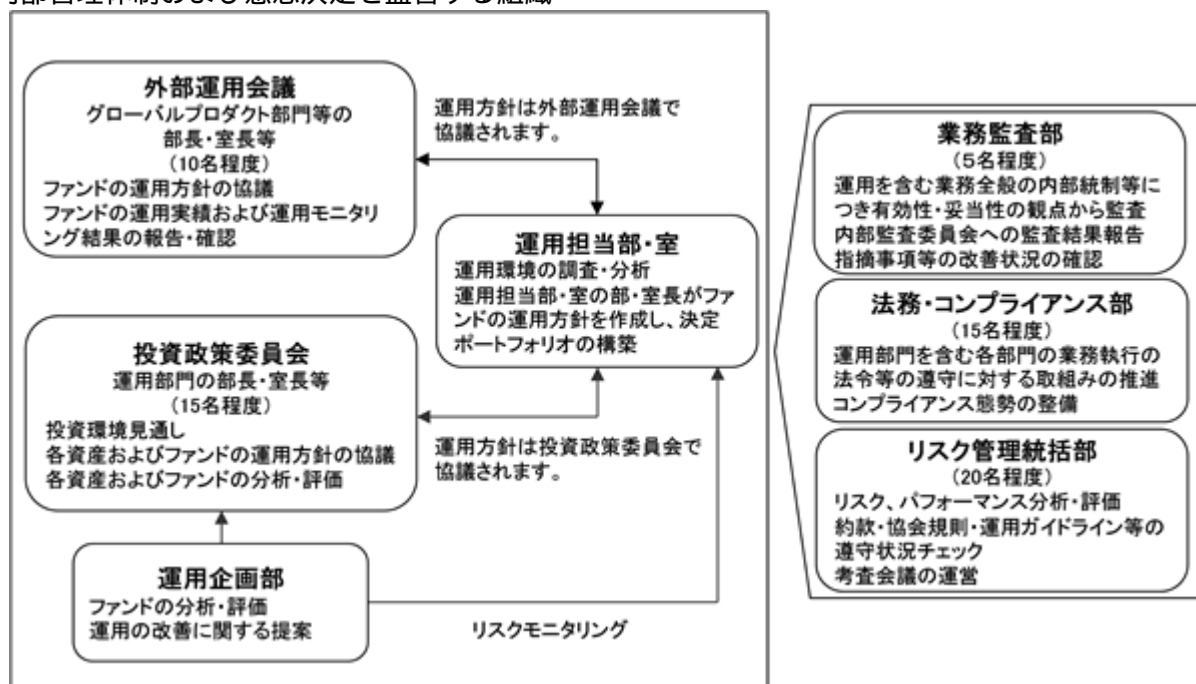 部管理体制および意思決定を監督する組織
外部運用会議
グローバルプロダクト部門等の
部長・室長等
(10名程度)
ファンドの運用方針の協議
ファンドの運用実績および運用モニタリ
ング結果の報告・確認
運用方針は外部運用会議で
協議されます。
運用担当部・室
運用環境の調査・分析
運用担当部・室の部・室長がファ
ンドの運用方針を作成し、決定
ポートフォリオの構築
投資政策委員会
運用部門の部長・室長等
(15名程度)
投資環境見通し
各資産およびファンドの運用方針の協議
各資産およびファンドの分析・評価
運用方針は投資政策委員会で
協議されます。
運用企画部
ファンドの分析・評価
運用の改善に関する提案
リスクモニタリング
業務監査部
(5名程度)
運用を含む業務全般の内部統制等に
つき有効性・妥当性の観点から監査
内部監査委員会への監査結果報告
指摘事項等の改善状況の確認
法務・コンプライアンス部
(15名程度)
運用部門を含む各部門の業務執行の
法令等の遵守に対する取組みの推進
コンプライアンス態勢の整備
リスク管理統括部
(20名程度)
リスク、パフォーマンス分析・評価
約款・協会規則・運用ガイドライン等の
遵守状況チェック
考査会議の運営